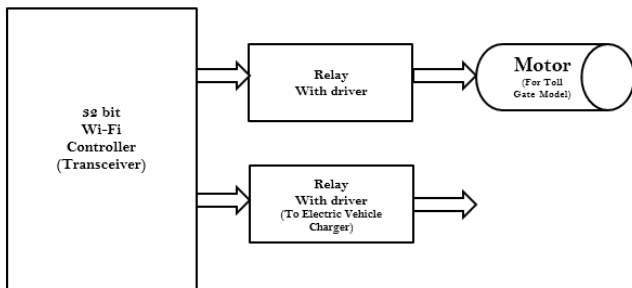 32 bit
Wi-Fi
Controller
(Transceiver)
Relay
With driver
Motor
(For Toll
Gate Model)
Relay
With driver
(To Electric Vehicle
Charger)